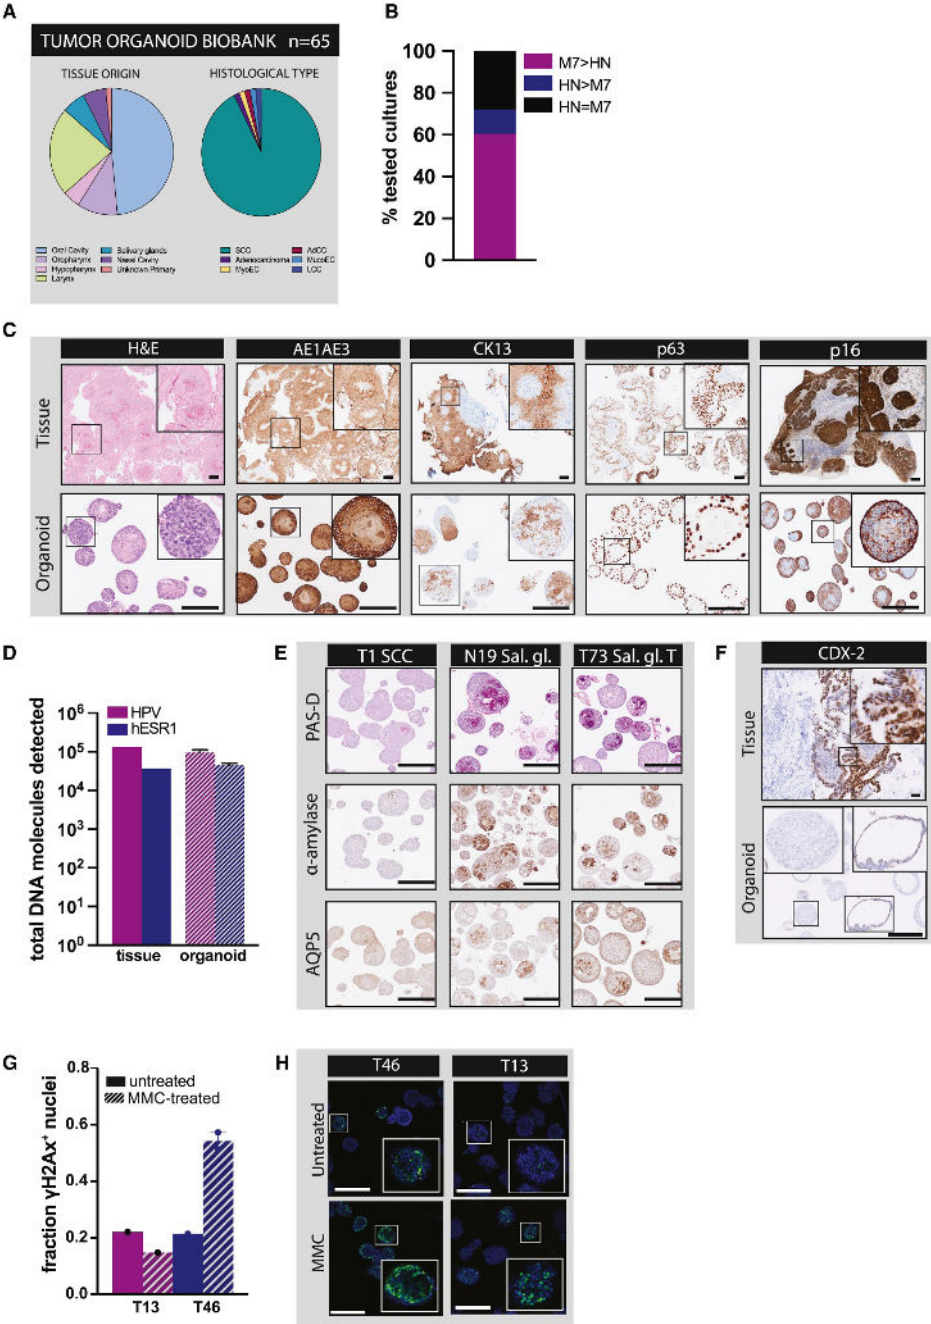 A
TUMOR ORGANOID BIOBANK n=65
TISSUE ORIGIN
HISTOLOGICAL TYPE
Oral Cavity
Oropharynx
Hypopharynx
Larynx
Salivary glands
Nasal Cavity
Unknown Primary
SCC
Adenocarcinoma
MyoEC
AdCC
MucoEC
LCC
B
% tested cultures
100
80
60
40
20
0
M7>HN
HN>M7
HN=M7
C
H&E
AE1AE3
CK13
p63
p16
Tissue
Organoid
D
total DNA molecules detected
10⁶
10⁵
10⁴
10³
10²
10¹
10⁰
HPV
hESR1
tissue
organoid
E
T1 SCC
N19 Sal. gl.
T73 Sal. gl. T
PAS-D
α-amylase
AQP5
F
CDX-2
Tissue
Organoid
G
fraction γH2Ax⁺ nuclei
0.8
0.6
0.4
0.2
0.0
untreated
MMC-treated
T13
T46
H
T46
T13
Untreated
MMC